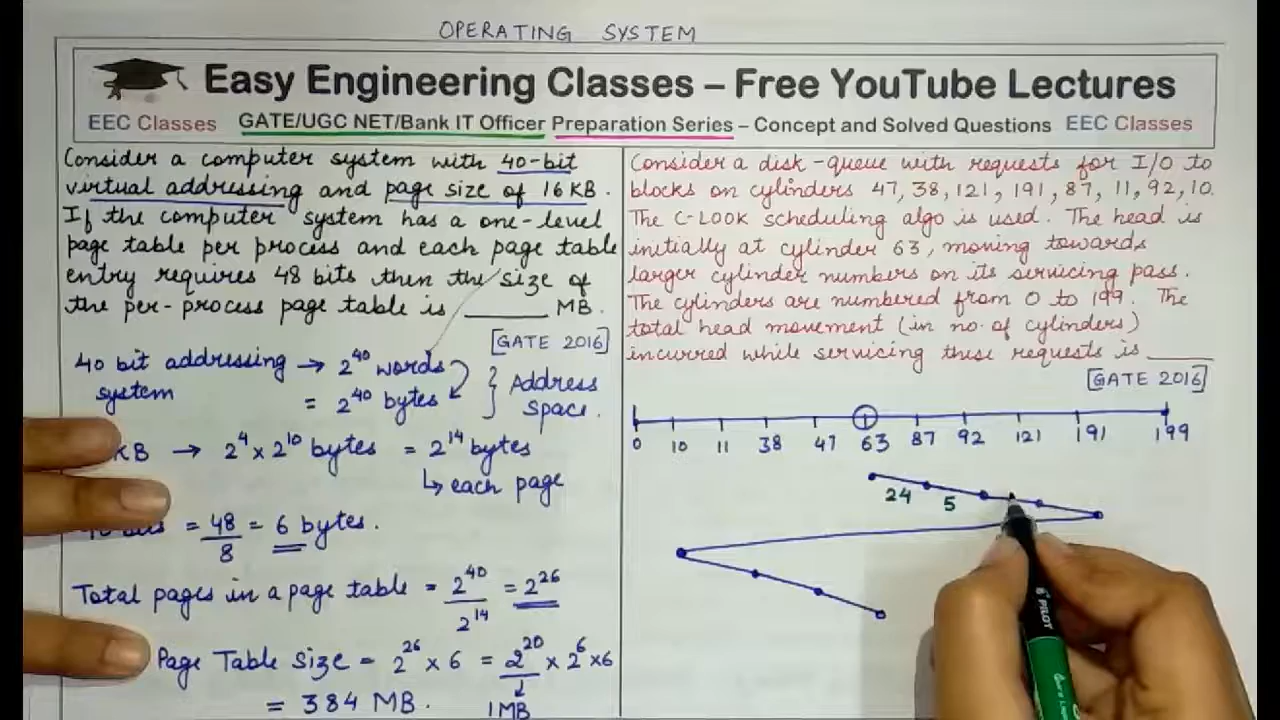 OPERATING SYSTEM
Easy Engineering Classes – Free YouTube Lectures
EEC Classes GATE/UGC NET/Bank IT Officer Preparation Series – Concept and Solved Questions EEC Classes
Consider a computer system with 40-bit
virtual addressing and page size of 16 KB.
If the computer system has a one-level
page table per process and each page table
entry requires 48 bits then the size of
the per-process page table is ______ MB.
[GATE 2016]
40 bit addressing → 2^40 words
system = 2^40 bytes
Address
Space.
KB → 2^4 x 2^10 bytes = 2^14 bytes
↳ each page
= 48/8 = 6 bytes.
Total pages in a page table = 2^40/2^14 = 2^26
Page Table size = 2^26 x 6 = 2^20 x 2^6 x 6
= 384 MB. 1MB
Consider a disk-queue with requests for I/O to
blocks on cylinders 47, 38, 121, 191, 87, 11, 92, 10.
The C-LOOK scheduling algo is used. The head is
initially at cylinder 63, moving towards
larger cylinder numbers on its servicing pass.
The cylinders are numbered from 0 to 199. The
total head movement (in no. of cylinders)
incurred while servicing these requests is ______
[GATE 2016]
0 10 11 38 47 63 87 92 121 191 199
24 5
PILOT